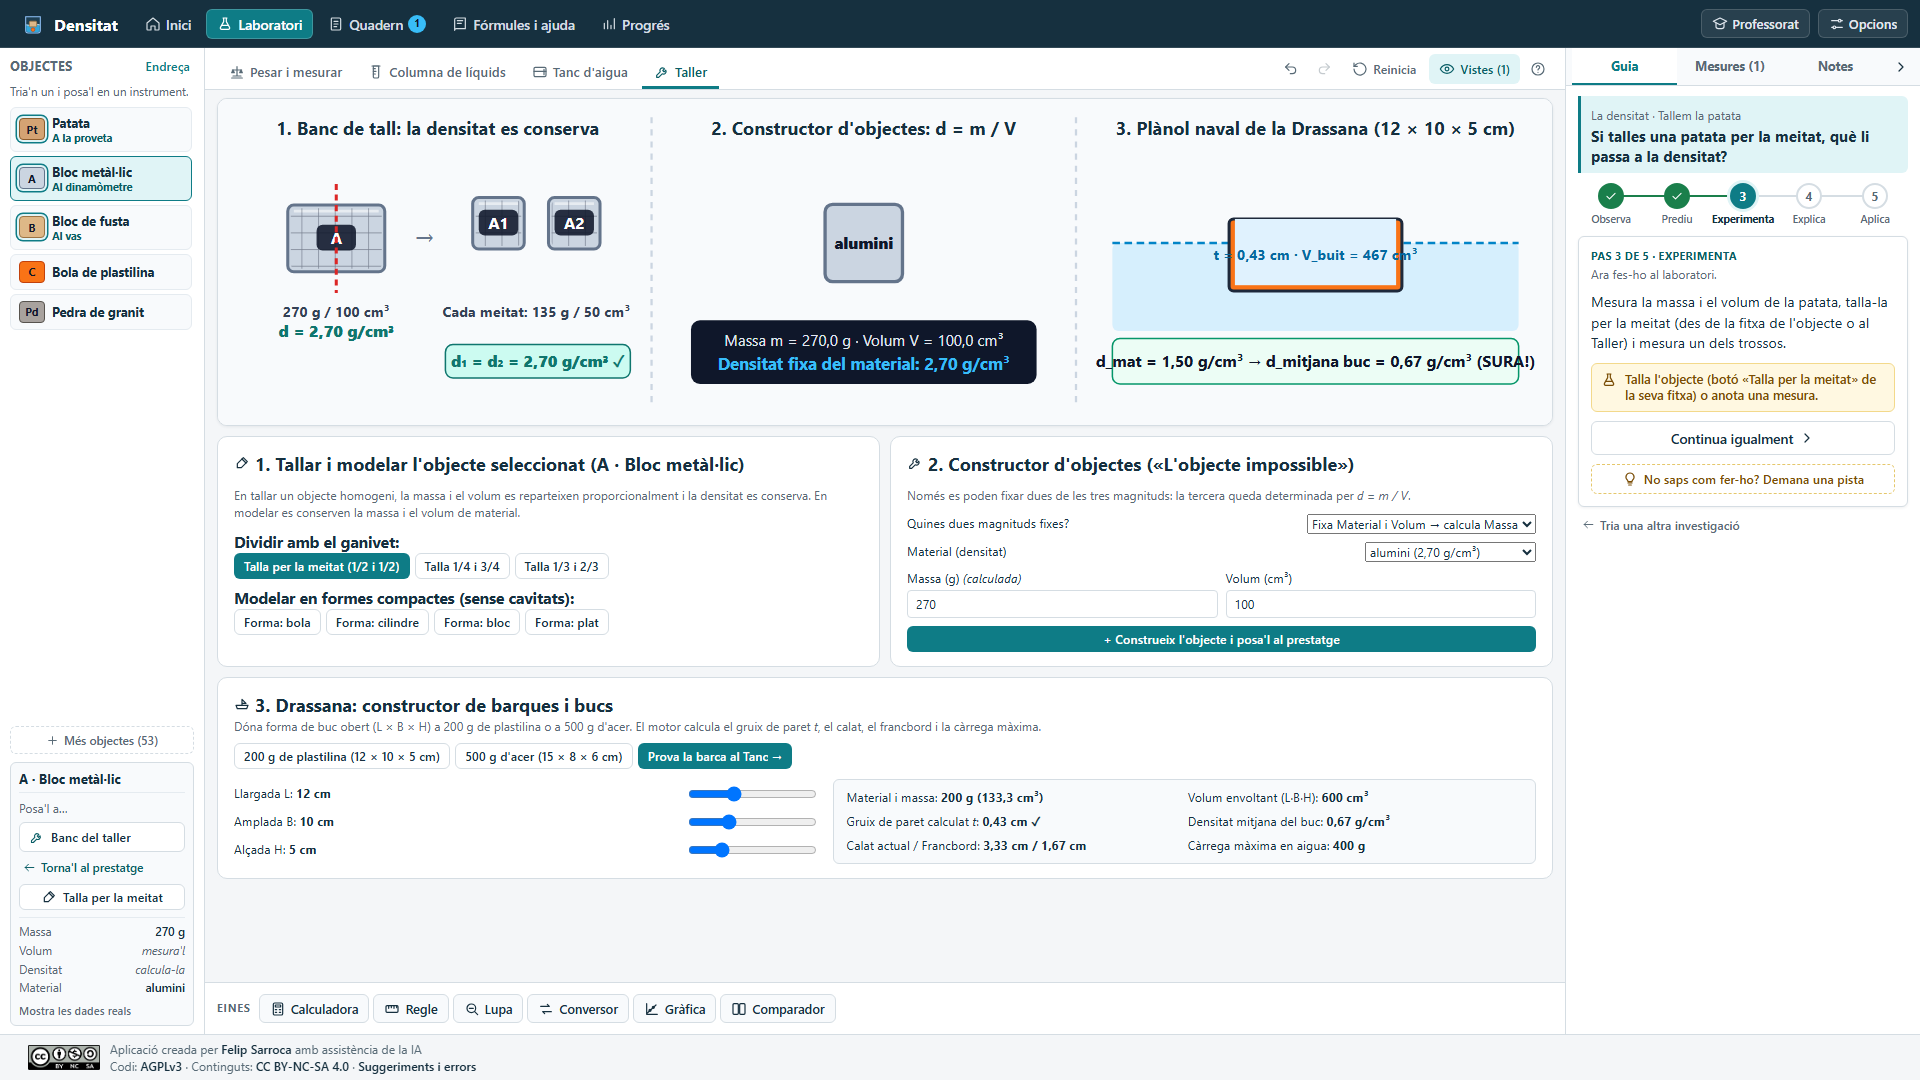 Densitat
Inici
Laboratori
Quadern 1
Fórmules i ajuda
Progrés
Professorat
Opcions
OBJECTES
Endreça
Tria'n un i posa'l en un instrument.
Pt
Patata
A la proveta
A
Bloc metàl·lic
Al dinamòmetre
B
Bloc de fusta
Al vas
C
Bola de plastilina
Pd
Pedra de granit
+ Més objectes (53)
A · Bloc metàl·lic
Posa'l a...
Banc del taller
← Torna'l al prestatge
Talla per la meitat
Massa 270 g
Volum mesura'l
Densitat calcula-la
Material alumini
Mostra les dades reals
Pesar i mesurar
Columna de líquids
Tanc d'aigua
Taller
Reinicia
Vistes (1)
1. Banc de tall: la densitat es conserva
A
→
A1
A2
270 g / 100 cm³
d = 2,70 g/cm³
Cada meitat: 135 g / 50 cm³
d₁ = d₂ = 2,70 g/cm³ ✓
2. Constructor d'objectes: d = m / V
alumini
Massa m = 270,0 g · Volum V = 100,0 cm³
Densitat fixa del material: 2,70 g/cm³
3. Plànol naval de la Drassana (12 × 10 × 5 cm)
t = 0,43 cm · V_buit = 467 cm³
d_mat = 1,50 g/cm³ → d_mitjana buc = 0,67 g/cm³ (SURA!)
1. Tallar i modelar l'objecte seleccionat (A · Bloc metàl·lic)
En tallar un objecte homogeni, la massa i el volum es reparteixen proporcionalment i la densitat es conserva. En
modelar es conserven la massa i el volum de material.
Dividir amb el ganivet:
Talla per la meitat (1/2 i 1/2)
Talla 1/4 i 3/4
Talla 1/3 i 2/3
Modelar en formes compactes (sense cavitats):
Forma: bola
Forma: cilindre
Forma: bloc
Forma: plat
2. Constructor d'objectes («L'objecte impossible»)
Només es poden fixar dues de les tres magnituds: la tercera queda determinada per d = m / V.
Quines dues magnituds fixes?
Fixa Material i Volum → calcula Massa
Material (densitat)
alumini (2,70 g/cm³)
Massa (g) (calculada)
Volum (cm³)
270
100
+ Construeix l'objecte i posa'l al prestatge
3. Drassana: constructor de barques i bucs
Dóna forma de buc obert (L × B × H) a 200 g de plastilina o a 500 g d'acer. El motor calcula el gruix de paret t, el calat, el francbord i la càrrega màxima.
200 g de plastilina (12 × 10 × 5 cm)
500 g d'acer (15 × 8 × 6 cm)
Prova la barca al Tanc →
Llargada L: 12 cm
Amplada B: 10 cm
Alçada H: 5 cm
Material i massa: 200 g (133,3 cm³)
Volum envoltant (L·B·H): 600 cm³
Gruix de paret calculat t: 0,43 cm ✓
Densitat mitjana del buc: 0,67 g/cm³
Calat actual / Francbord: 3,33 cm / 1,67 cm
Càrrega màxima en aigua: 400 g
EINES
Calculadora
Regle
Lupa
Conversor
Gràfica
Comparador
Guia
Mesures (1)
Notes
La densitat · Tallem la patata
Si talles una patata per la meitat, què li
passa a la densitat?
3
4
5
Observa
Prediu
Experimenta
Explica
Aplica
PAS 3 DE 5 · EXPERIMENTA
Ara fes-ho al laboratori.
Mesura la massa i el volum de la patata, talla-la
per la meitat (des de la fitxa de l'objecte o al
Taller) i mesura un dels trossos.
Talla l'objecte (botó «Talla per la meitat» de
la seva fitxa) o anota una mesura.
Continua igualment
No saps com fer-ho? Demana una pista
← Tria una altra investigació
CC BY NC SA
Aplicació creada per Felip Sarroca amb assistència de la IA
Codi: AGPLv3 · Continguts: CC BY-NC-SA 4.0 · Suggeriments i errors